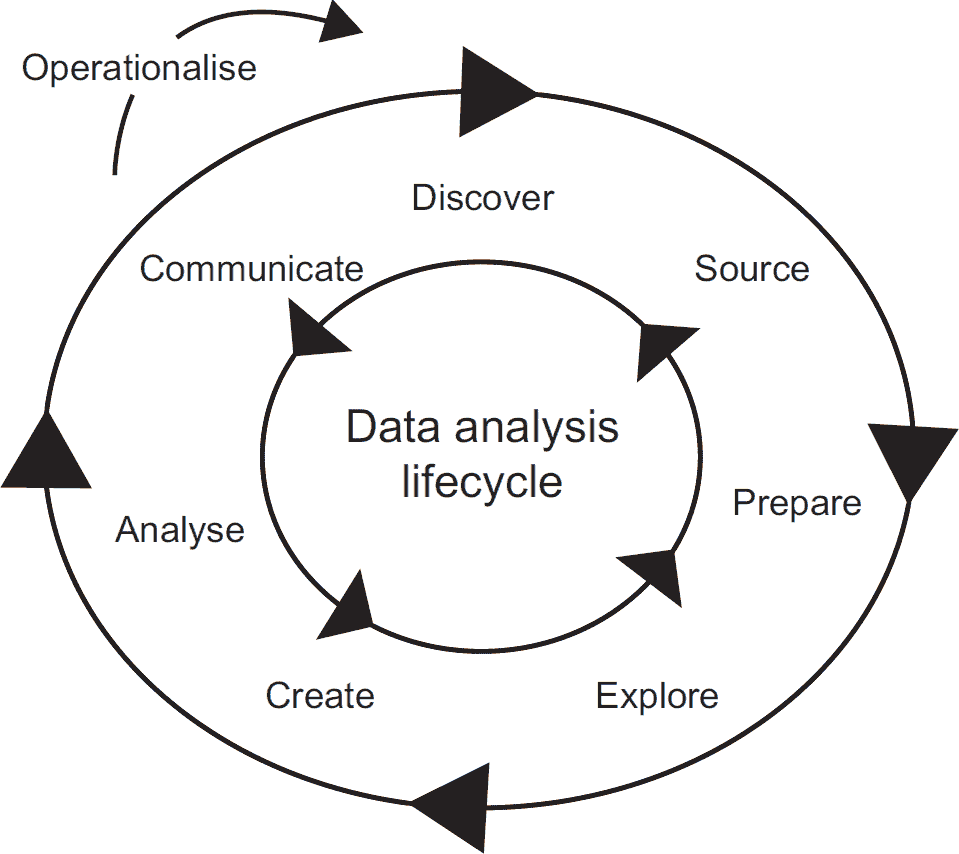 Operationalise
Discover
Communicate
Source
Data analysis
lifecycle
Prepare
Analyse
Create
Explore